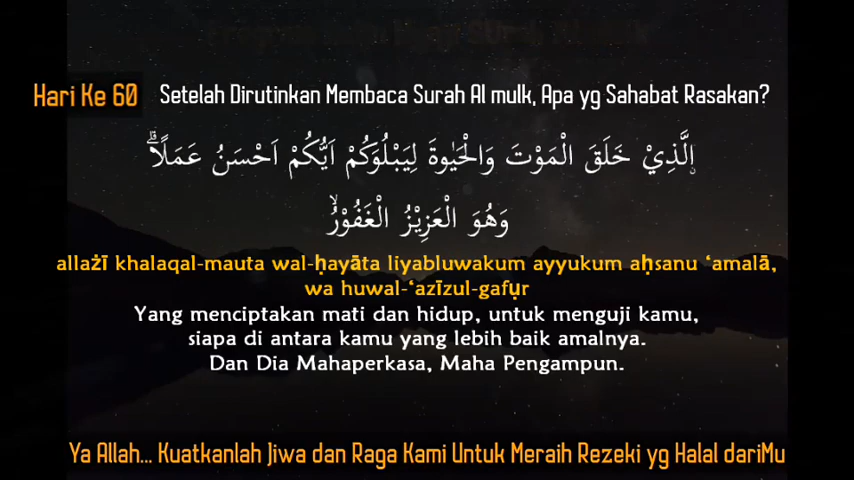 Hari Ke 60 Setelah Dirutinkan Membaca Surah Al mulk, Apa yg Sahabat Rasakan?
ۨالَّذِيْ خَلَقَ الْمَوْتَ وَالْحَيٰوةَ لِيَبْلُوَكُمْ اَيُّكُمْ اَحْسَنُ عَمَلًاۗ
وَهُوَ الْعَزِيْزُ الْغَفُوْرُۙ
allażī khalaqal-mauta wal-ḥayāta liyabluwakum ayyukum aḥsanu ‘amalā,
wa huwal-‘azīzul-gafụr
Yang menciptakan mati dan hidup, untuk menguji kamu,
siapa di antara kamu yang lebih baik amalnya.
Dan Dia Mahaperkasa, Maha Pengampun.
Ya Allah... Kuatkanlah Jiwa dan Raga Kami Untuk Meraih Rezeki yg Halal dariMu